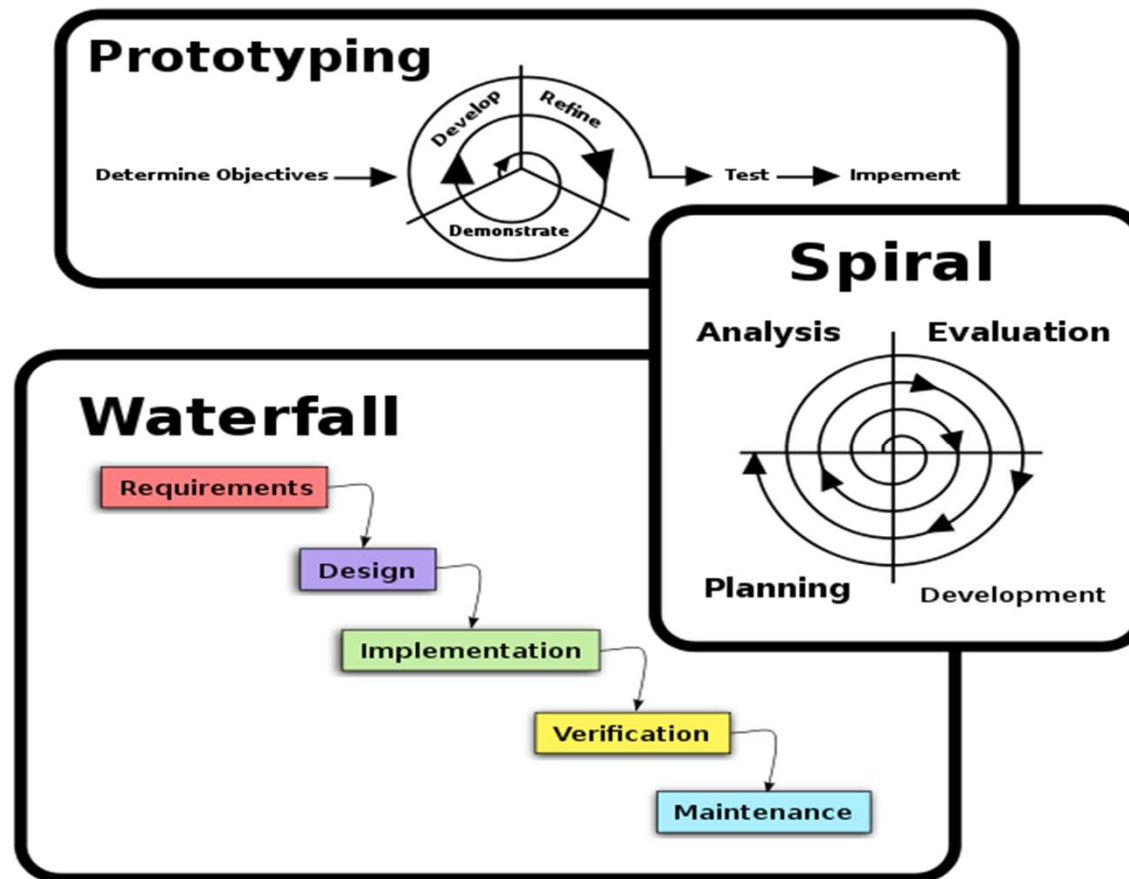 Prototyping
Develop
Refine
Determine Objectives
Test
Impement
Demonstrate
Spiral
Analysis
Evaluation
Planning
Development
Waterfall
Requirements
Design
Implementation
Verification
Maintenance